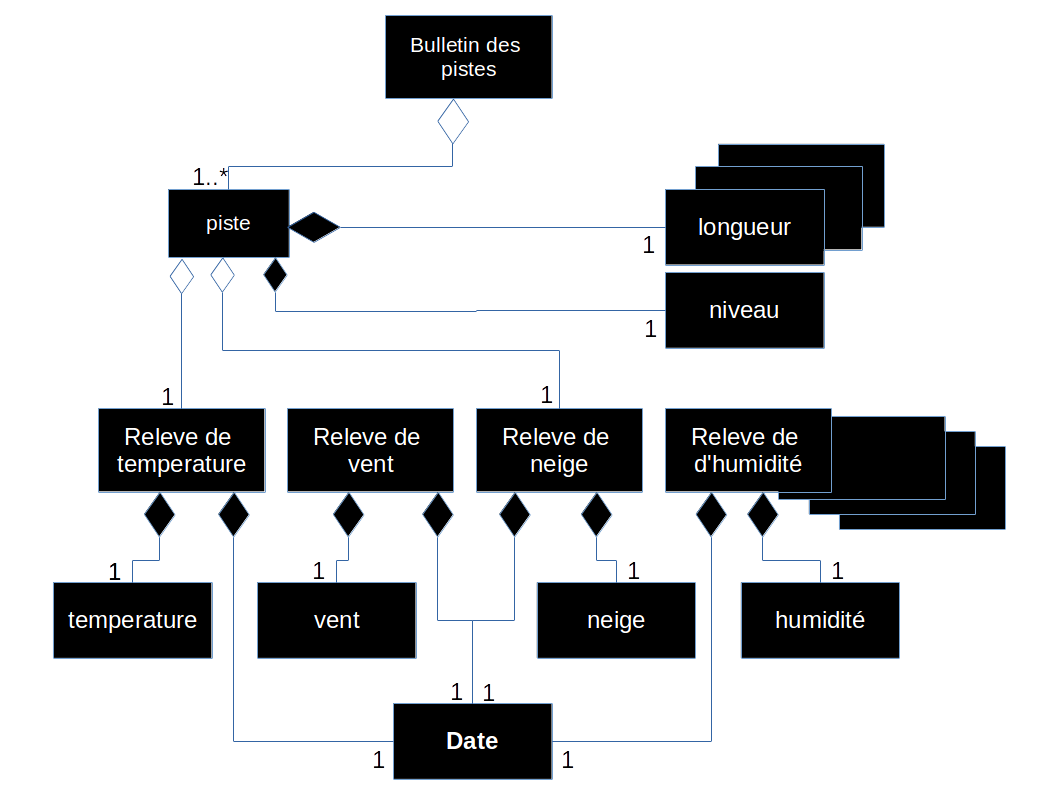 Bulletin des
pistes
1..*
piste
longueur
1
niveau
1
1
1
Releve de
temperature
Releve de
vent
Releve de
neige
Releve de
d'humidité
1
1
1
1
temperature
vent
neige
humidité
1
1
Date
1
1